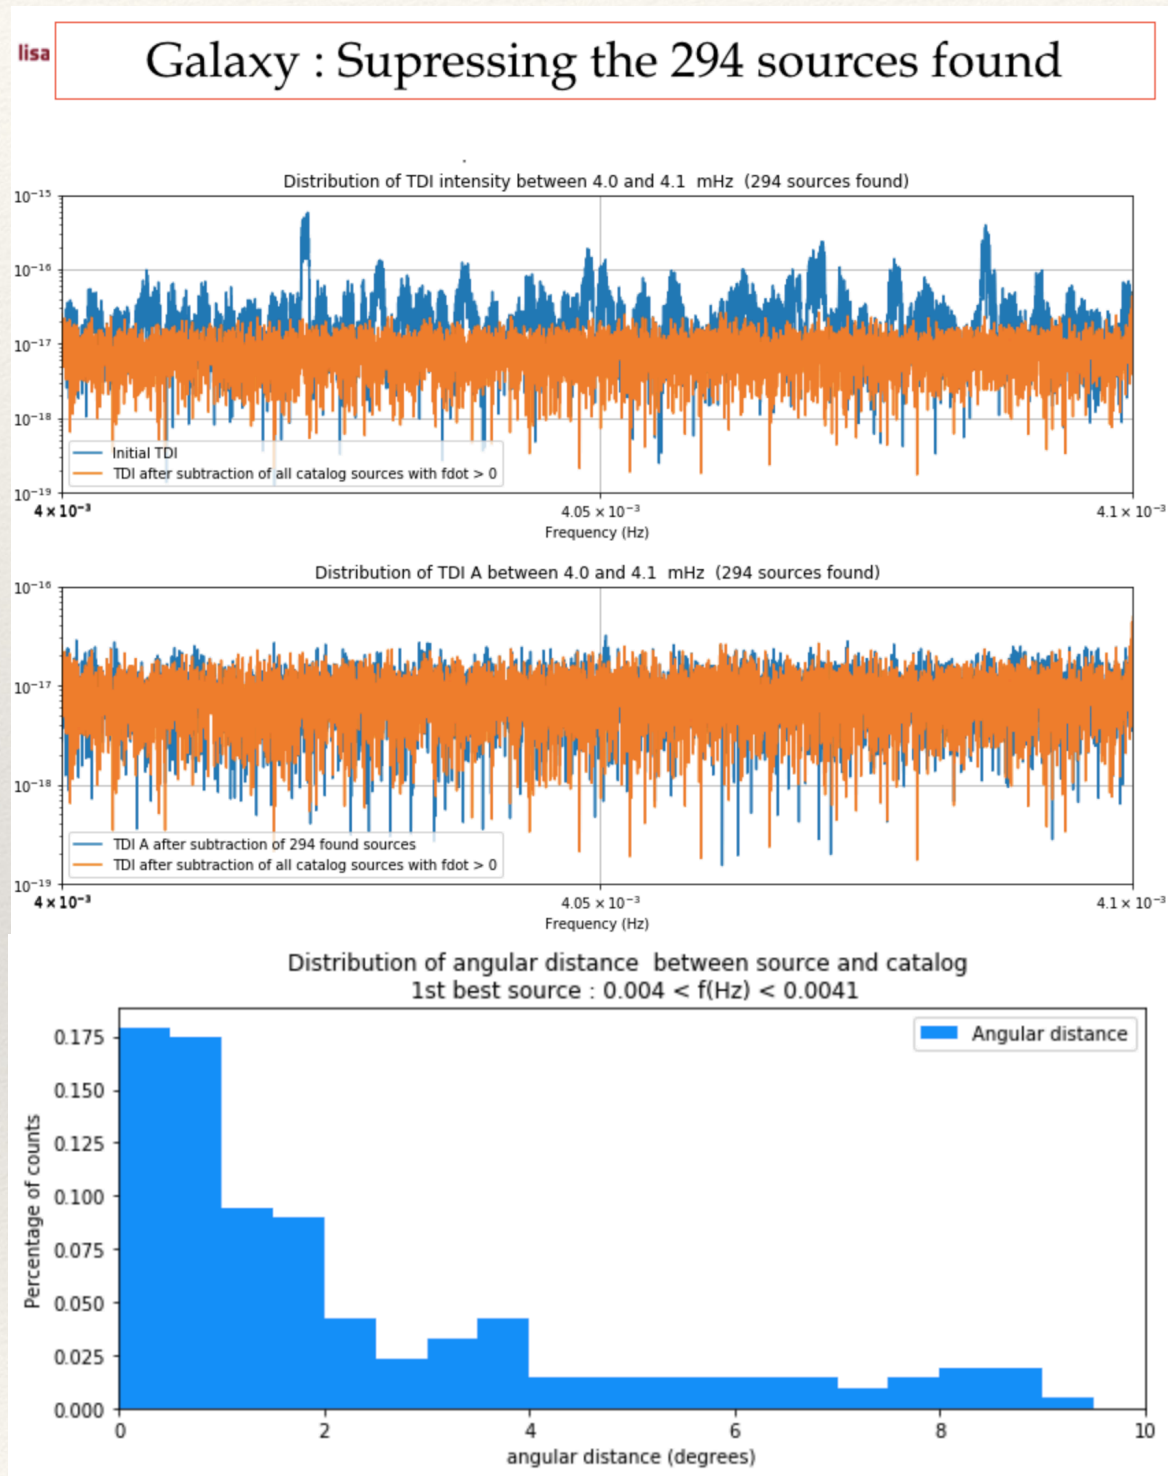 lisa
Galaxy : Supressing the 294 sources found
Distribution of TDI intensity between 4.0 and 4.1 mHz (294 sources found)
10⁻¹⁵
10⁻¹⁶
10⁻¹⁷
10⁻¹⁸
10⁻¹⁹
Initial TDI
TDI after subtraction of all catalog sources with fdot > 0
4 × 10⁻³
4.05 × 10⁻³
4.1 × 10⁻³
Frequency (Hz)
Distribution of TDI A between 4.0 and 4.1 mHz (294 sources found)
10⁻¹⁶
10⁻¹⁷
10⁻¹⁸
10⁻¹⁹
TDI A after subtraction of 294 found sources
TDI after subtraction of all catalog sources with fdot > 0
4 × 10⁻³
4.05 × 10⁻³
4.1 × 10⁻³
Frequency (Hz)
Distribution of angular distance between source and catalog
1st best source : 0.004 < f(Hz) < 0.0041
Angular distance
Percentage of counts
0.175
0.150
0.125
0.100
0.075
0.050
0.025
0.000
0 2 4 6 8 10
angular distance (degrees)